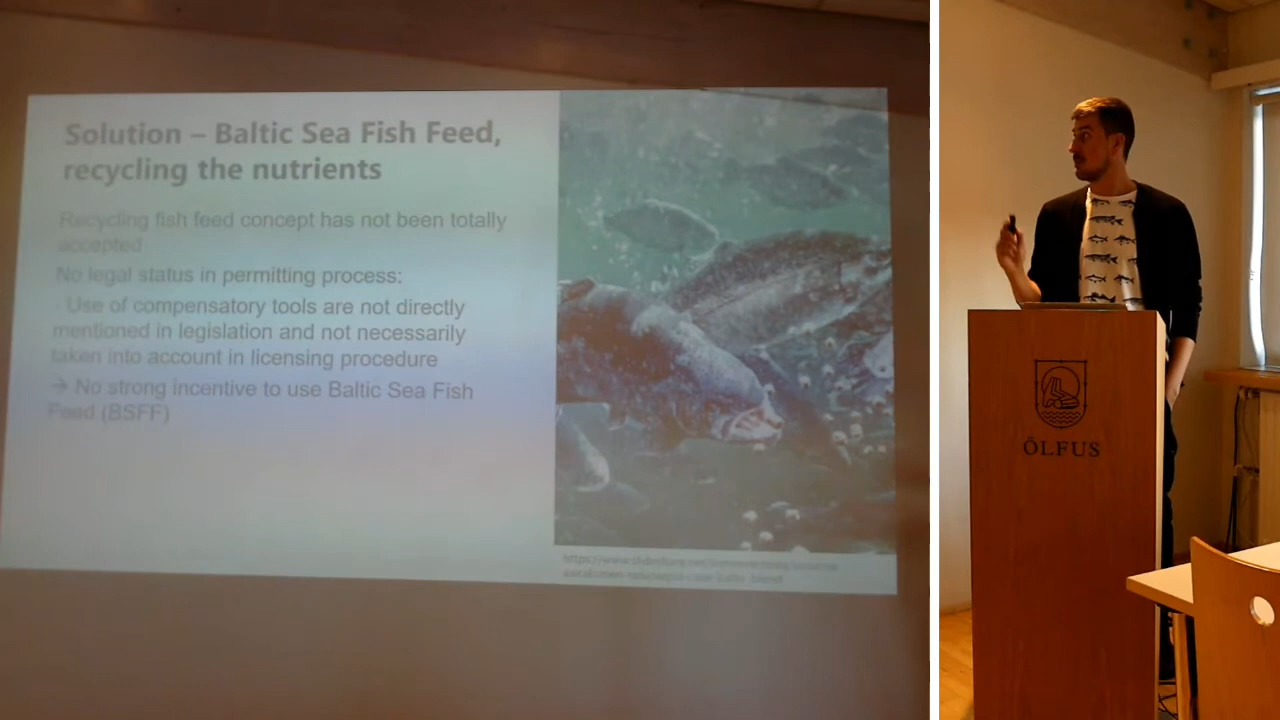 Solution – Baltic Sea Fish Feed,
recycling the nutrients
Recycling fish feed concept has not been totally
accepted
No legal status in permitting process:
- Use of compensatory tools are not directly
mentioned in legislation and not necessarily
taken into account in licensing procedure
→ No strong incentive to use Baltic Sea Fish
Feed (BSFF)
ÖLFUS